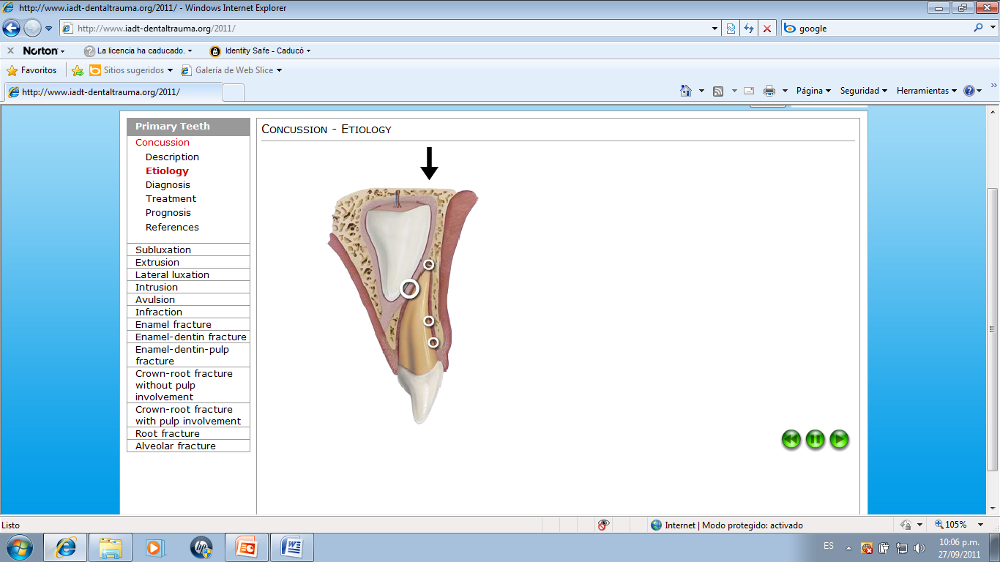 http://www.iadt-dentaltrauma.org/2011/ - Windows Internet Explorer
http://www.iadt-dentaltrauma.org/2011/
google
X Norton La licencia ha caducado. Identity Safe - Caducó
Favoritos Sitios sugeridos Galería de Web Slice
http://www.iadt-dentaltrauma.org/2011/ Página Seguridad Herramientas »
Primary Teeth
Concussion
Description
Etiology
Diagnosis
Treatment
Prognosis
References
Subluxation
Extrusion
Lateral luxation
Intrusion
Avulsion
Infraction
Enamel fracture
Enamel-dentin fracture
Enamel-dentin-pulp
fracture
Crown-root fracture
without pulp
involvement
Crown-root fracture
with pulp involvement
Root fracture
Alveolar fracture
Concussion - Etiology
Listo Internet | Modo protegido: activado 105%
ES 10:06 p.m.
27/09/2011